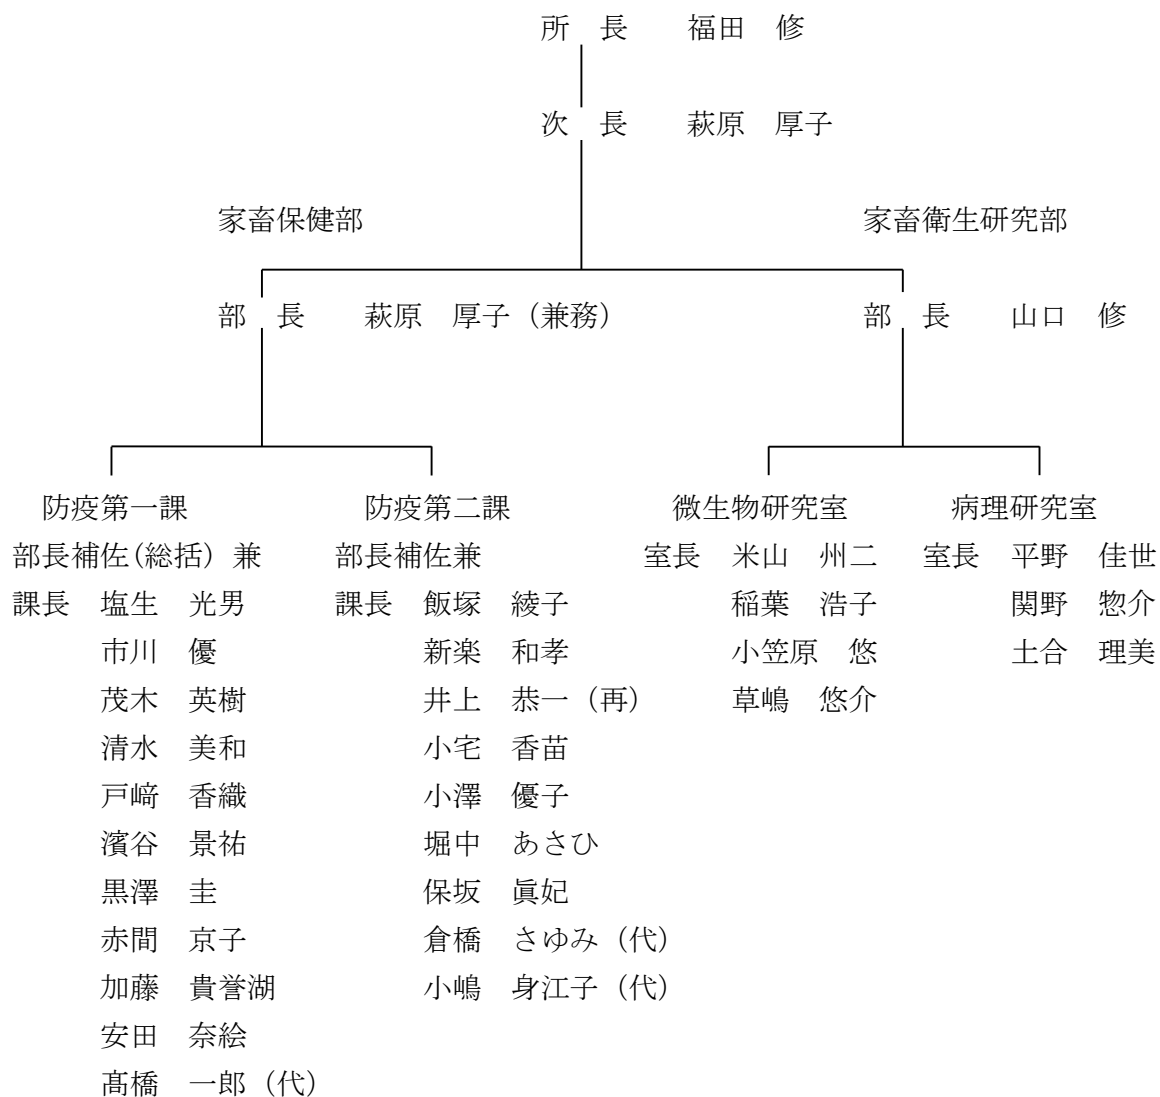 所　長　　福田　修
次　長　　萩原　厚子
家畜保健部
家畜衛生研究部
部　長　　萩原　厚子（兼務）
部　長　　山口　修
防疫第一課
部長補佐(総括）兼
課長　塩生　光男
市川　優
茂木　英樹
清水　美和
戸﨑　香織
濱谷　景祐
黒澤　圭
赤間　京子
加藤　貴誉湖
安田　奈絵
髙橋　一郎（代）
防疫第二課
部長補佐兼
課長　飯塚　綾子
新楽　和孝
井上　恭一（再）
小宅　香苗
小澤　優子
堀中　あさひ
保坂　眞妃
倉橋　さゆみ（代）
小嶋　身江子（代）
微生物研究室
室長　米山　州二
稲葉　浩子
小笠原　悠
草嶋　悠介
病理研究室
室長　平野　佳世
関野　惣介
土合　理美